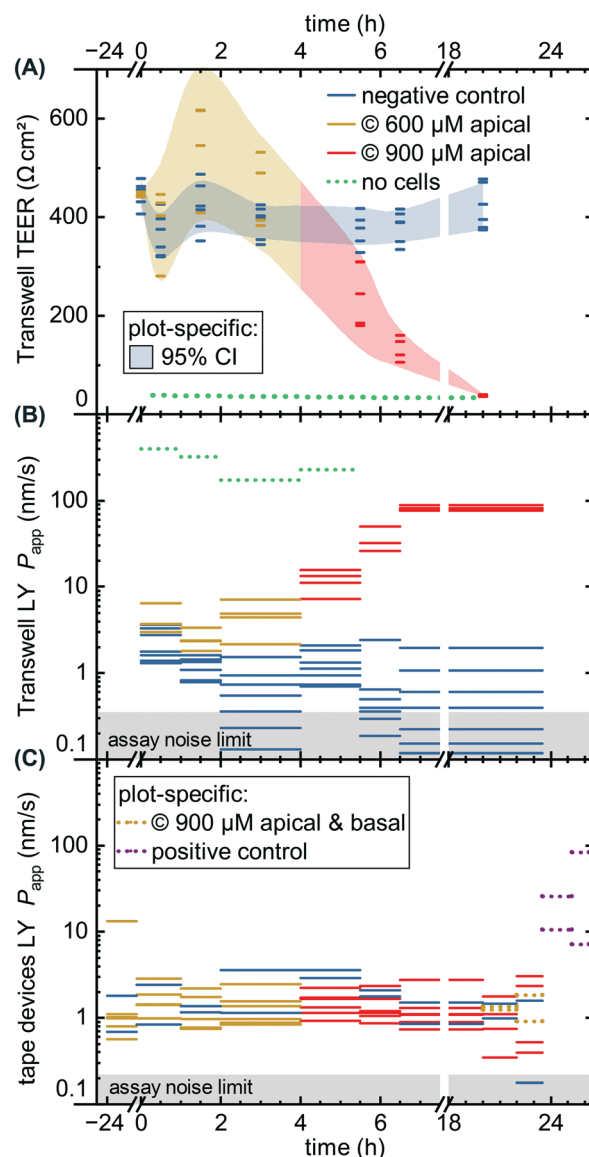 time (h)
−24 0 2 4 6 18 24
(A)
Transwell TEER (Ω cm²)
600
400
200
0
negative control
© 600 µM apical
© 900 µM apical
no cells
plot-specific:
95% CI
(B)
Transwell LY Papp (nm/s)
100
10
1
0.1
assay noise limit
(C)
tape devices LY Papp (nm/s)
100
10
1
0.1
plot-specific:
© 900 µM apical & basal
positive control
assay noise limit
−24 0 2 4 6 18 24
time (h)